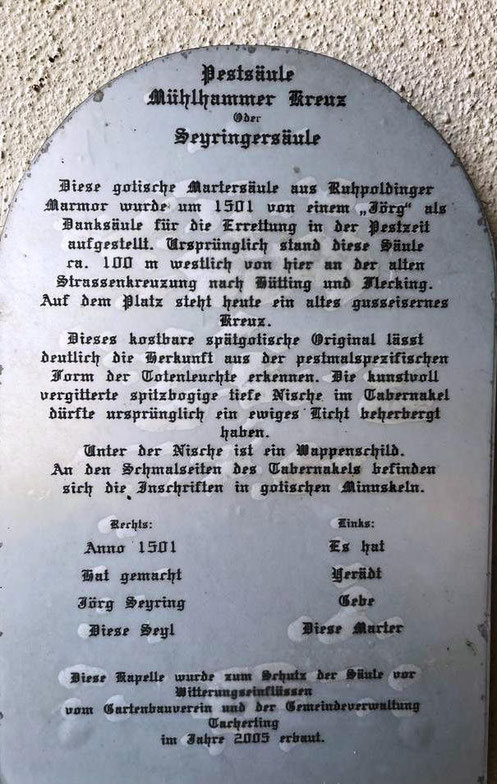 Pestsäule
Mühlhammer Kreuz
Oder
Seyringersäule
Diese gotische Martersäule aus Ruhpoldinger
Marmor wurde um 1501 von einem „Jörg“ als
Danksäule für die Errettung in der Pestzeit
aufgestellt. Ursprünglich stand diese Säule
ca. 100 m westlich von hier an der alten
Strassenkreuzung nach Hütting und Flecking.
Auf dem Platz steht heute ein altes gusseisernes
Kreuz.
Dieses kostbare spätgotische Original lässt
deutlich die Herkunft aus der pestmalspezifischen
Form der Totenleuchte erkennen. Die kunstvoll
vergitterte spitzbogige tiefe Nische im Tabernakel
dürfte ursprünglich ein ewiges Licht beherbergt
haben.
Unter der Nische ist ein Wappenschild.
An den Schmalseiten des Tabernakels befinden
sich die Inschriften in gotischen Minnskeln.
Rechts:
Anno 1501
Hat gemacht
Jörg Seyring
Diese Seyl
Links:
Es hat
Verädt
Gebe
Diese Marter
Diese Kapelle wurde zum Schutz der Säule vor
Witterungseinflüssen
vom Gartenbauverein und der Gemeindeverwaltung
Tacherting
im Jahre 2005 erbaut.